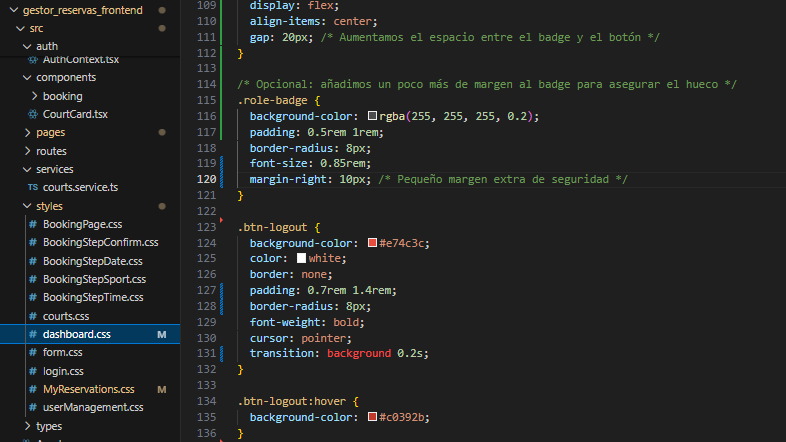 gestor_reservas_frontend
src
auth
AuthContext.tsx
components
booking
CourtCard.tsx
pages
routes
services
TS courts.service.ts
styles
# BookingPage.css
# BookingStepConfirm.css
# BookingStepDate.css
# BookingStepSport.css
# BookingStepTime.css
# courts.css
# dashboard.css M
# form.css
# login.css
# MyReservations.css M
# userManagement.css
types
109 display: flex;
110 align-items: center;
111 gap: 20px; /* Aumentamos el espacio entre el badge y el botón */
112 }
113
114 /* Opcional: añadimos un poco más de margen al badge para asegurar el hueco */
115 .role-badge {
116 background-color: rgba(255, 255, 255, 0.2);
117 padding: 0.5rem 1rem;
118 border-radius: 8px;
119 font-size: 0.85rem;
120 margin-right: 10px; /* Pequeño margen extra de seguridad */
121 }
122
123 .btn-logout {
124 background-color: #e74c3c;
125 color: white;
126 border: none;
127 padding: 0.7rem 1.4rem;
128 border-radius: 8px;
129 font-weight: bold;
130 cursor: pointer;
131 transition: background 0.2s;
132 }
133
134 .btn-logout:hover {
135 background-color: #c0392b;
136 }